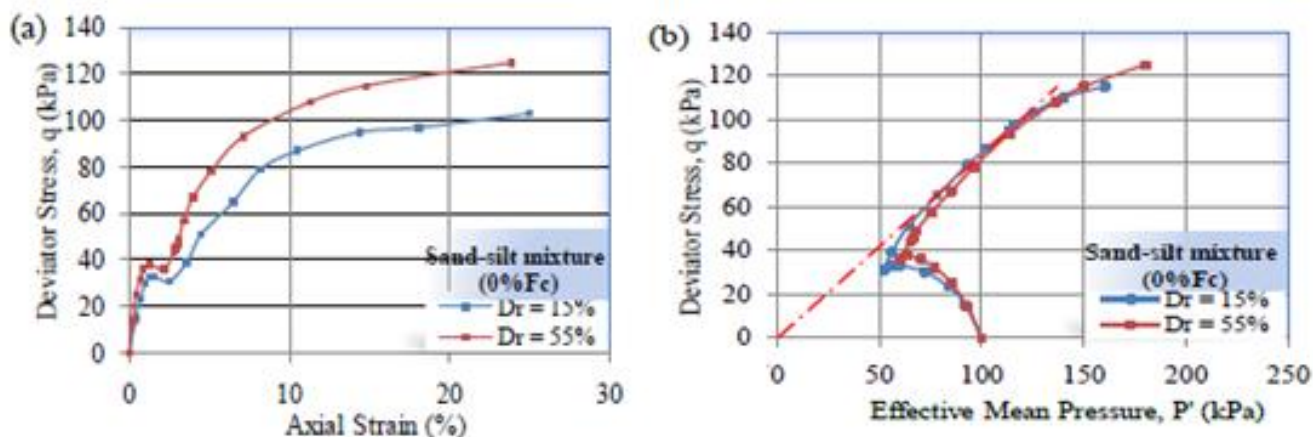 (a)
140
120
100
80
60
40
20
0
Deviator Stress, q (kPa)
Sand-silt mixture
(0%Fc)
Dr = 15%
Dr = 55%
0 10 20 30
Axial Strain (%)
(b)
140
120
100
80
60
40
20
0
Deviator Stress, q (kPa)
Sand-silt mixture
(0%Fc)
Dr = 15%
Dr = 55%
0 50 100 150 200 250
Effective Mean Pressure, P' (kPa)